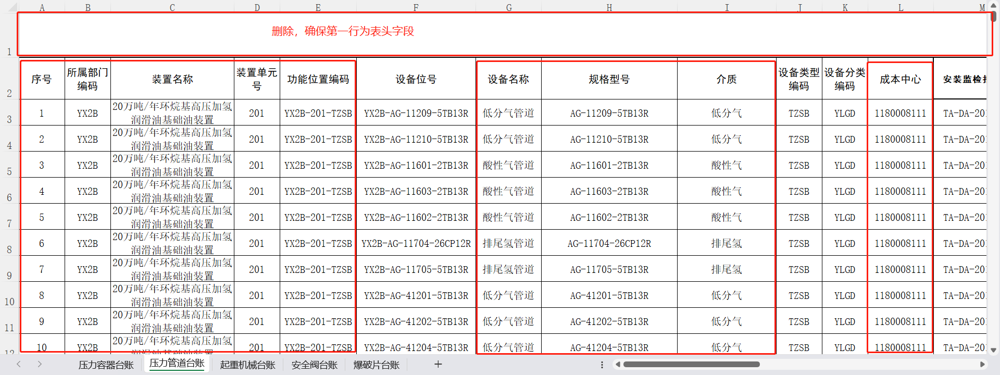 A B C D E F G H I J K L M
删除，确保第一行为表头字段
1
2 序号 所属部门编码 装置名称 装置单元号 功能位置编码 设备位号 设备名称 规格型号 介质 设备类型编码 设备分类编码 成本中心 安装监检
3 1 YX2B 20万吨/年环烷基高压加氢润滑油基础油装置 201 YX2B-201-TZSB YX2B-AG-11209-5TB13R 低分气管道 AG-11209-5TB13R 低分气 TZSB YLGD 1180008111 TA-DA-20
4 2 YX2B 20万吨/年环烷基高压加氢润滑油基础油装置 201 YX2B-201-TZSB YX2B-AG-11210-5TB13R 低分气管道 AG-11210-5TB13R 低分气 TZSB YLGD 1180008111 TA-DA-20
5 3 YX2B 20万吨/年环烷基高压加氢润滑油基础油装置 201 YX2B-201-TZSB YX2B-AG-11601-2TB13R 酸性气管道 AG-11601-2TB13R 酸性气 TZSB YLGD 1180008111 TA-DA-20
6 4 YX2B 20万吨/年环烷基高压加氢润滑油基础油装置 201 YX2B-201-TZSB YX2B-AG-11603-2TB13R 酸性气管道 AG-11603-2TB13R 酸性气 TZSB YLGD 1180008111 TA-DA-20
7 5 YX2B 20万吨/年环烷基高压加氢润滑油基础油装置 201 YX2B-201-TZSB YX2B-AG-11602-2TB13R 酸性气管道 AG-11602-2TB13R 酸性气 TZSB YLGD 1180008111 TA-DA-20
8 6 YX2B 20万吨/年环烷基高压加氢润滑油基础油装置 201 YX2B-201-TZSB YX2B-AG-11704-26CP12R 排尾氢管道 AG-11704-26CP12R 排尾氢 TZSB YLGD 1180008111 TA-DA-20
9 7 YX2B 20万吨/年环烷基高压加氢润滑油基础油装置 201 YX2B-201-TZSB YX2B-AG-11705-5TB13R 排尾氢管道 AG-11705-5TB13R 排尾氢 TZSB YLGD 1180008111 TA-DA-20
10 8 YX2B 20万吨/年环烷基高压加氢润滑油基础油装置 201 YX2B-201-TZSB YX2B-AG-41201-5TB13R 低分气管道 AG-41201-5TB13R 低分气 TZSB YLGD 1180008111 TA-DA-20
11 9 YX2B 20万吨/年环烷基高压加氢润滑油基础油装置 201 YX2B-201-TZSB YX2B-AG-41202-5TB13R 低分气管道 AG-41202-5TB13R 低分气 TZSB YLGD 1180008111 TA-DA-20
12 10 YX2B 20万吨/年环烷基高压加氢润滑油基础油装置 201 YX2B-201-TZSB YX2B-AG-41204-5TB13R 低分气管道 AG-41204-5TB13R 低分气 TZSB YLGD 1180008111 TA-DA-20
压力容器台账 压力管道台账 起重机械台账 安全阀台账 爆破片台账 +